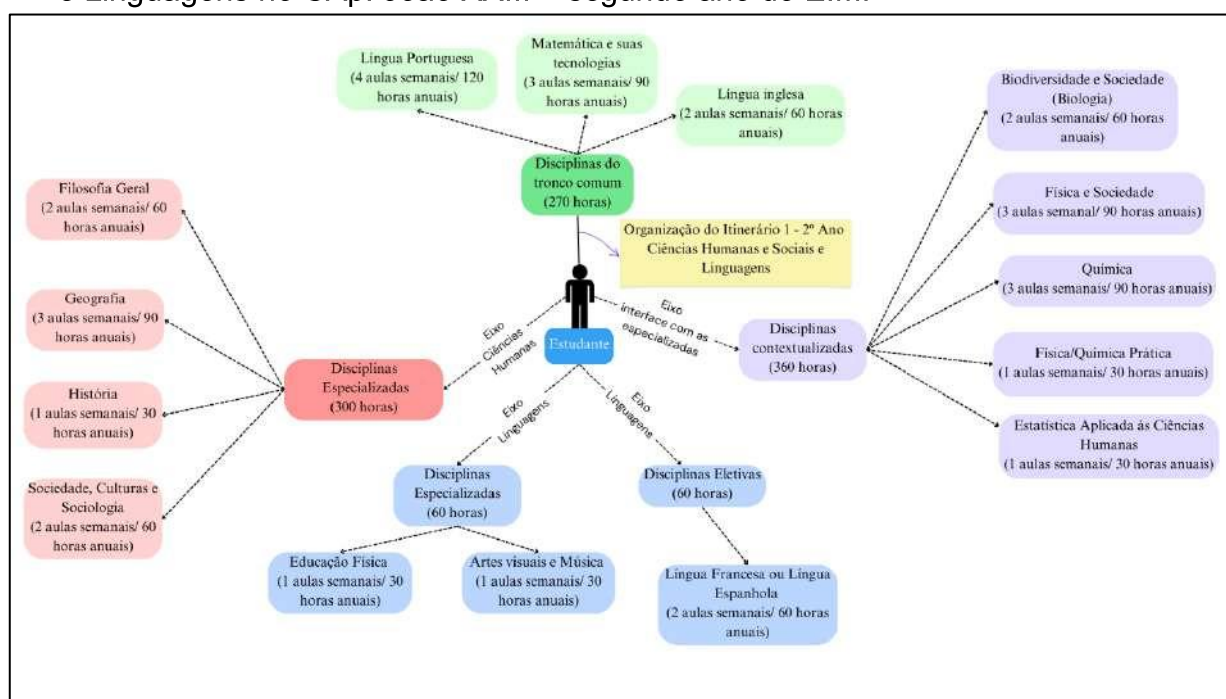 Língua Portuguesa
(4 aulas semanais/ 120
horas anuais)
Matemática e suas
tecnologias
(3 aulas semanais/ 90
horas anuais)
Língua inglesa
(2 aulas semanais/ 60 horas
anuais)
Disciplinas do
tronco comum
(270 horas)
Organização do Itinerário 1 - 2º Ano
Ciências Humanas e Sociais e
Linguagens
Estudante
Eixo
Ciências
Humanas
Disciplinas
Especializadas
(300 horas)
Filosofia Geral
(2 aulas semanais/ 60
horas anuais)
Geografia
(3 aulas semanais/ 90
horas anuais)
História
(1 aulas semanais/ 30
horas anuais)
Sociedade, Culturas e
Sociologia
(2 aulas semanais/ 60
horas anuais)
Eixo
Linguagens
Disciplinas
Especializadas
(60 horas)
Educação Física
(1 aulas semanais/ 30
horas anuais)
Artes visuais e Música
(1 aulas semanais/ 30
horas anuais)
Eixo
Linguagens
Disciplinas Eletivas
(60 horas)
Língua Francesa ou Língua
Espanhola
(2 aulas semanais/ 60 horas
anuais)
Eixo
interface com as
especializadas
Disciplinas
contextualizadas
(360 horas)
Biodiversidade e Sociedade
(Biologia)
(2 aulas semanais/ 60 horas
anuais)
Física e Sociedade
(3 aulas semanal/ 90 horas anuais)
Química
(3 aulas semanais/ 90 horas anuais)
Física/Química Prática
(1 aulas semanais/ 30 horas anuais)
Estatística Aplicada ás Ciências
Humanas
(1 aulas semanais/ 30 horas anuais)